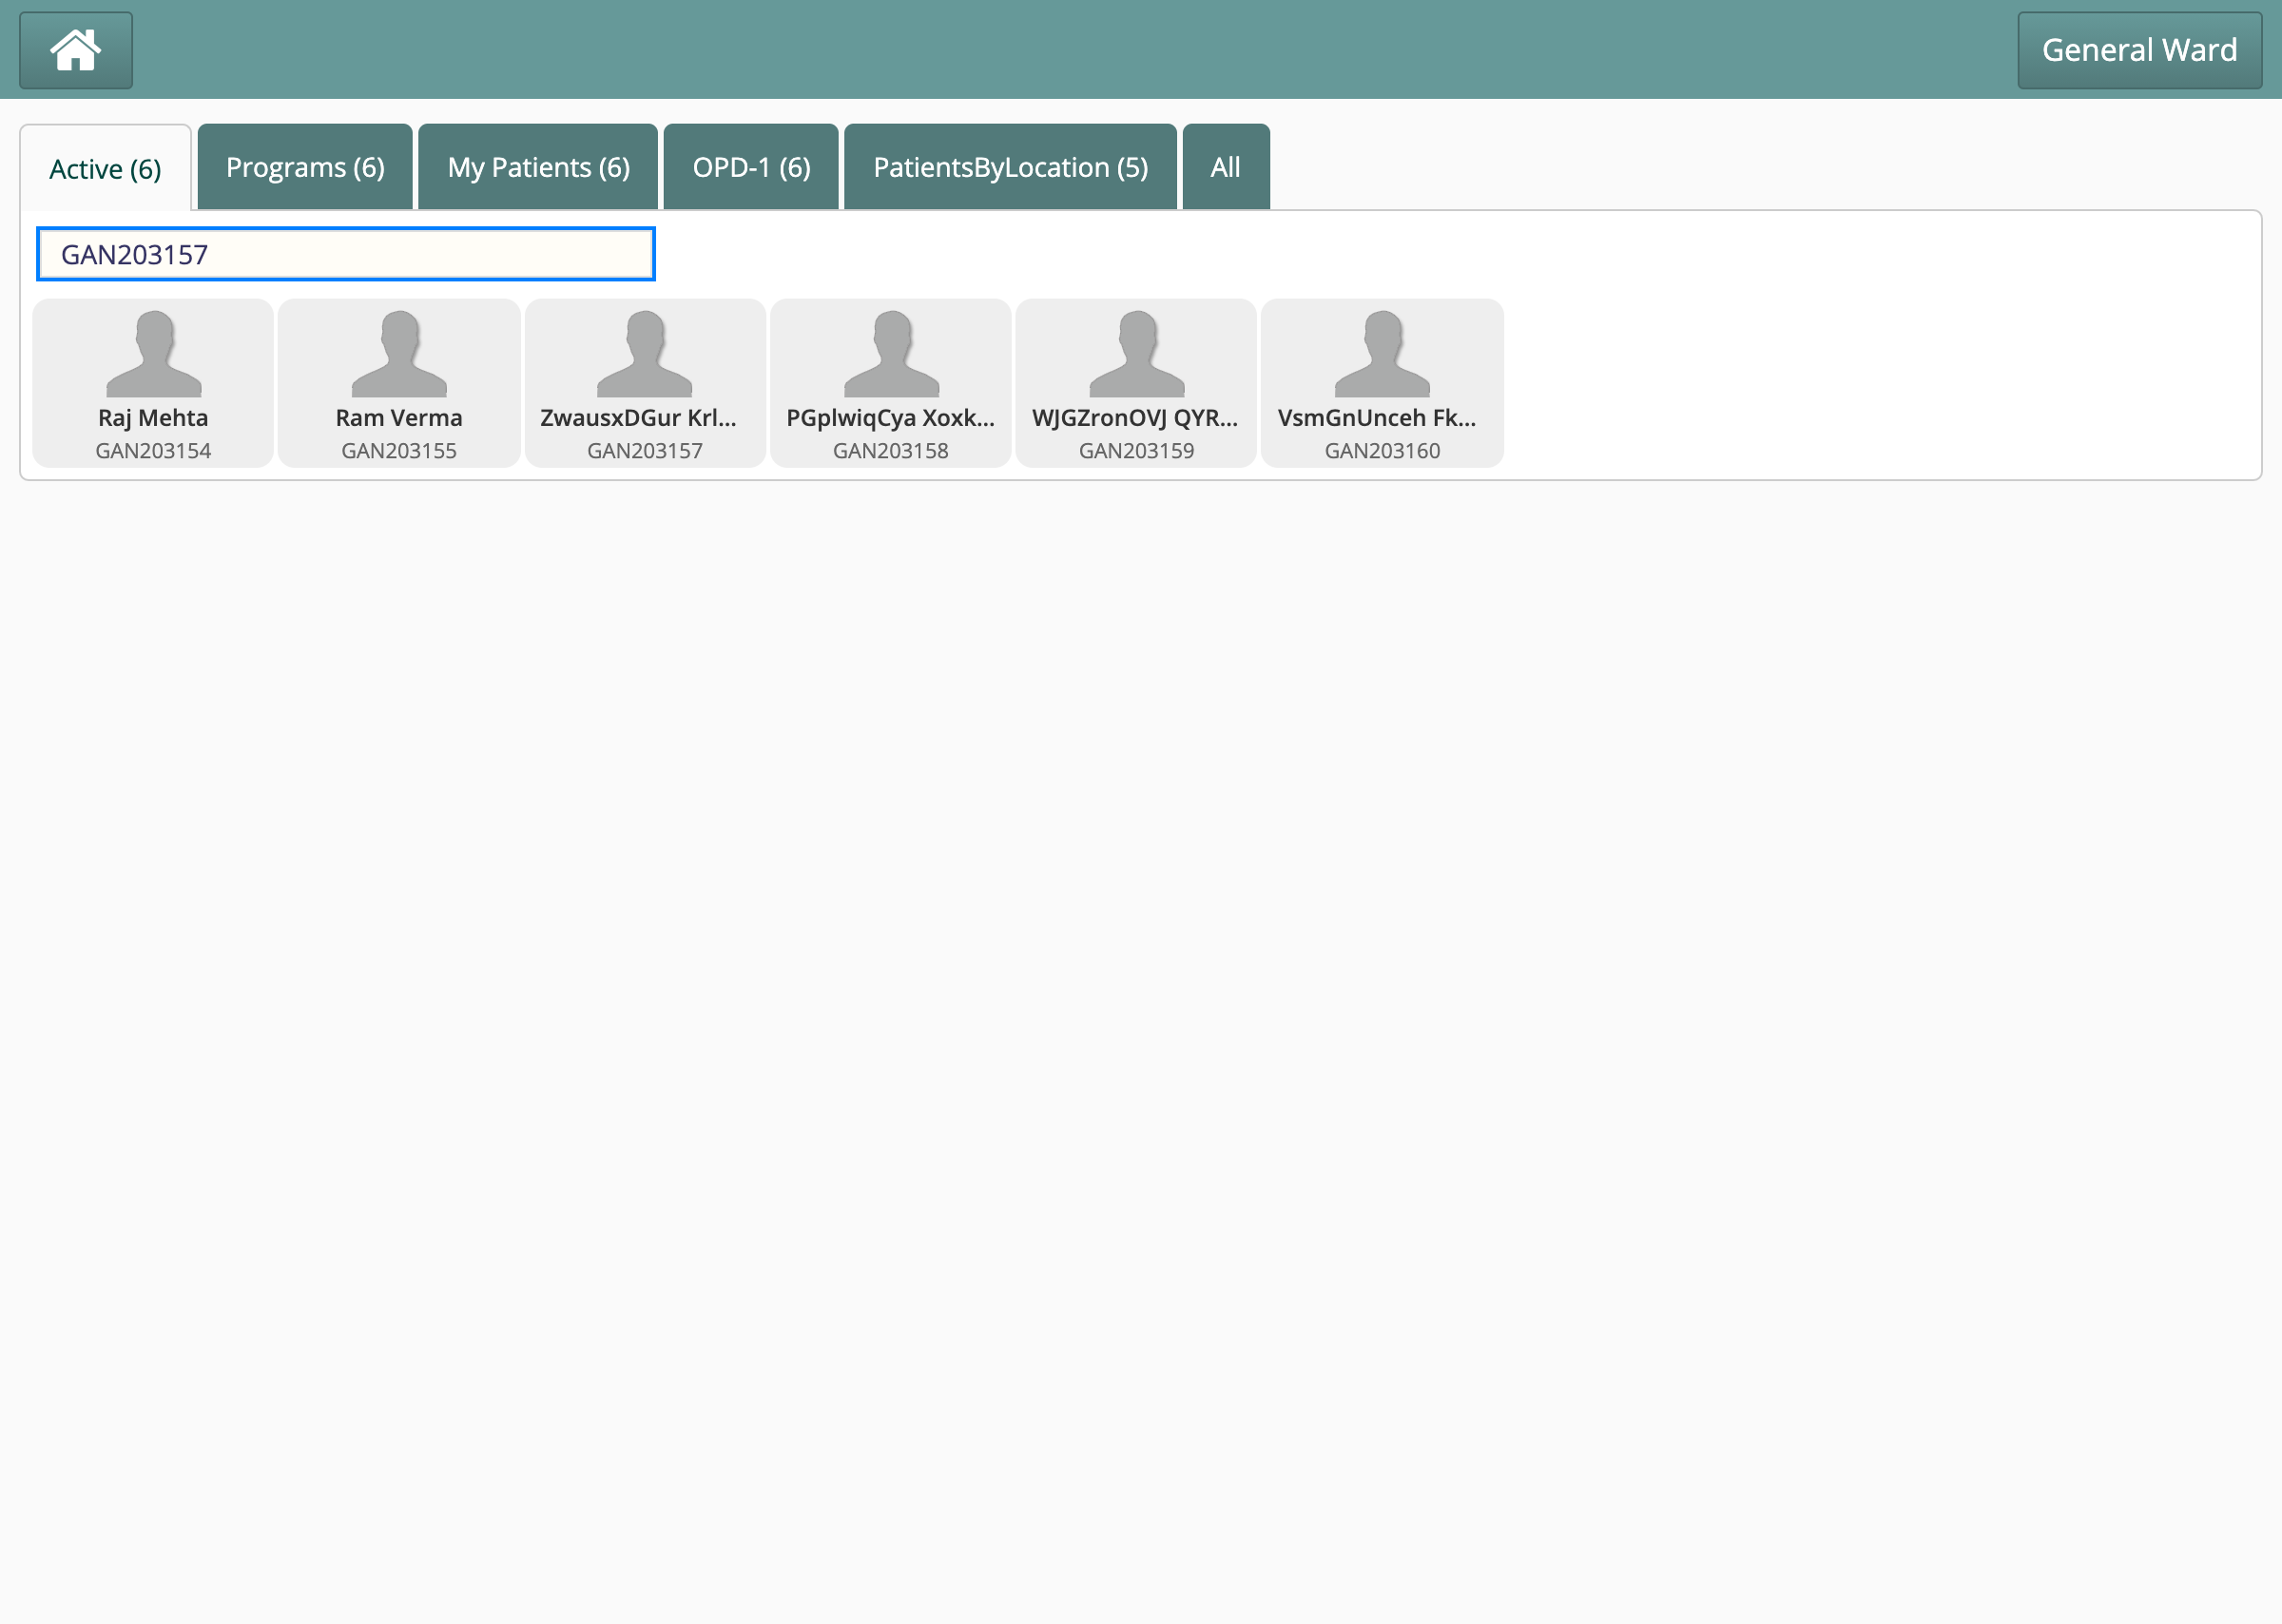 General Ward
Active (6) Programs (6) My Patients (6) OPD-1 (6) PatientsByLocation (5) All
GAN203157
Raj Mehta Ram Verma ZwausxDGur Krl... PGplwiqCya Xoxk... WJGZronOVJ QYR... VsmGnUnceh Fk...
GAN203154 GAN203155 GAN203157 GAN203158 GAN203159 GAN203160